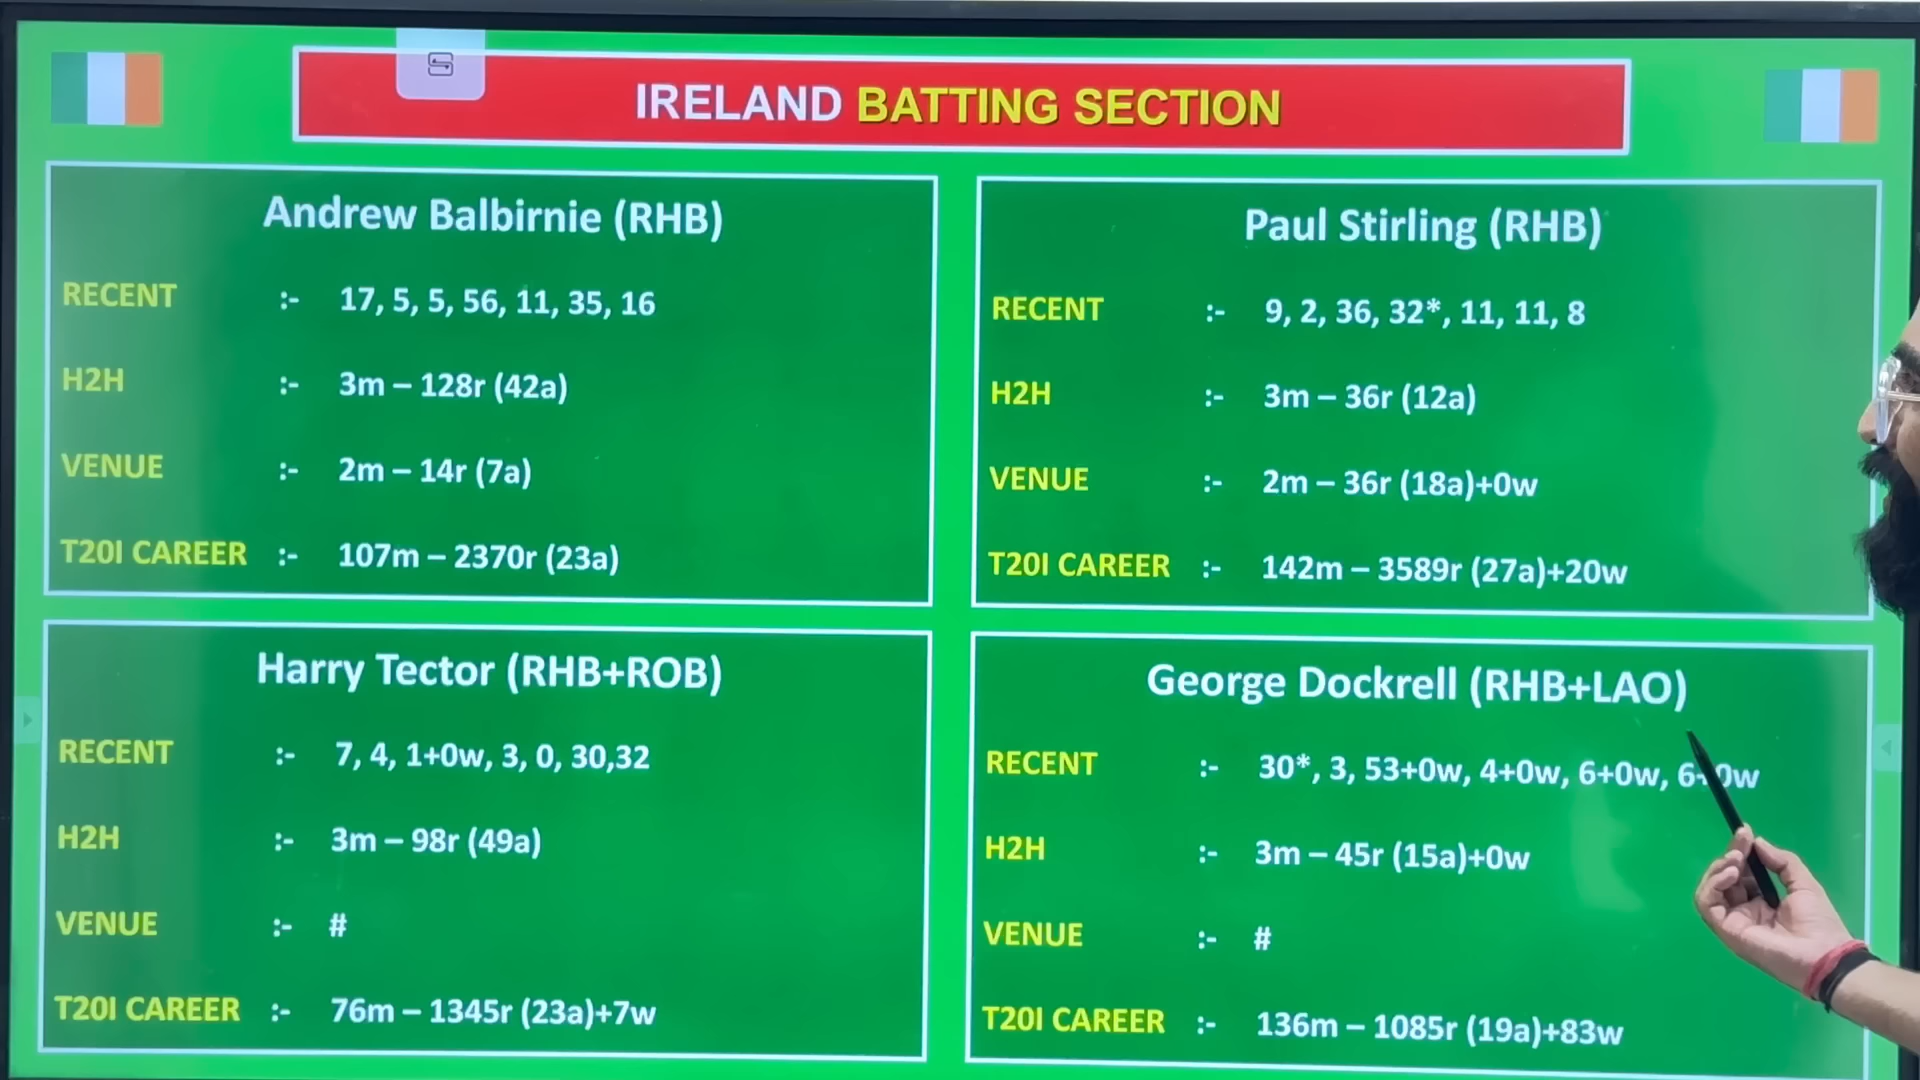 IRELAND BATTING SECTION
Andrew Balbirnie (RHB)
RECENT :- 17, 5, 5, 56, 11, 35, 16
H2H :- 3m – 128r (42a)
VENUE :- 2m – 14r (7a)
T20I CAREER :- 107m – 2370r (23a)
Paul Stirling (RHB)
RECENT :- 9, 2, 36, 32*, 11, 11, 8
H2H :- 3m – 36r (12a)
VENUE :- 2m – 36r (18a)+0w
T20I CAREER :- 142m – 3589r (27a)+20w
Harry Tector (RHB+ROB)
RECENT :- 7, 4, 1+0w, 3, 0, 30,32
H2H :- 3m – 98r (49a)
VENUE :- #
T20I CAREER :- 76m – 1345r (23a)+7w
George Dockrell (RHB+LAO)
RECENT :- 30*, 3, 53+0w, 4+0w, 6+0w, 6+0w
H2H :- 3m – 45r (15a)+0w
VENUE :- #
T20I CAREER :- 136m – 1085r (19a)+83w